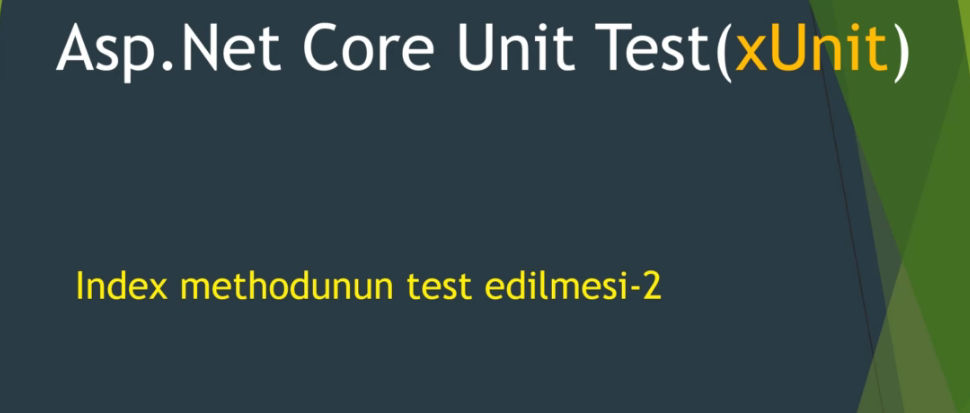 Asp.Net Core Unit Test(xUnit)
Index methodunun test edilmesi-2